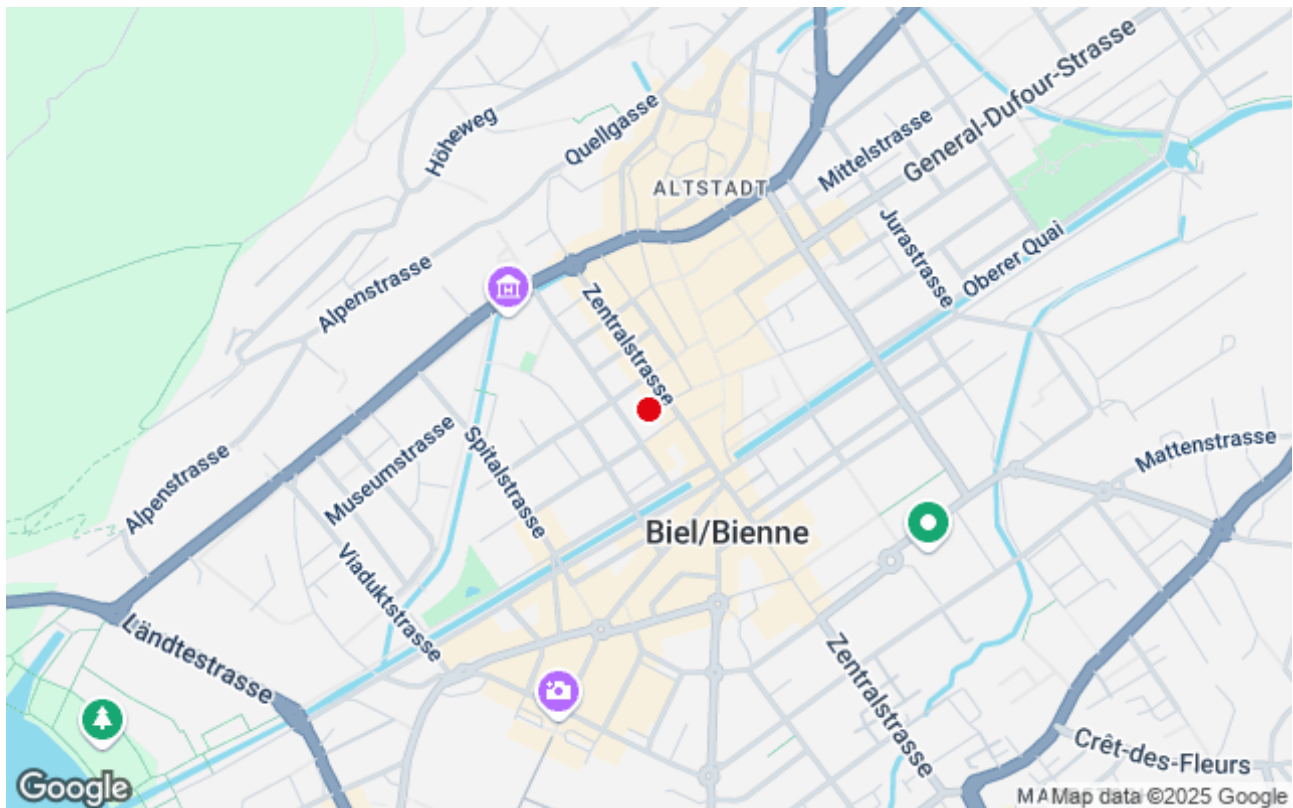 General-Dufour-Strasse
Höheweg
Quellgasse
Mittelstrasse
ALTSTADT
Jurastrasse
Oberer Quai
Alpenstrasse
Zentralstrasse
Museumstrasse
Spitalstrasse
Mattenstrasse
Alpenstrasse
Biel/Bienne
Viaduktstrasse
Ländtestrasse
Zentralstrasse
Crêt-des-Fleurs
Google
MA
Map data ©2025 Google